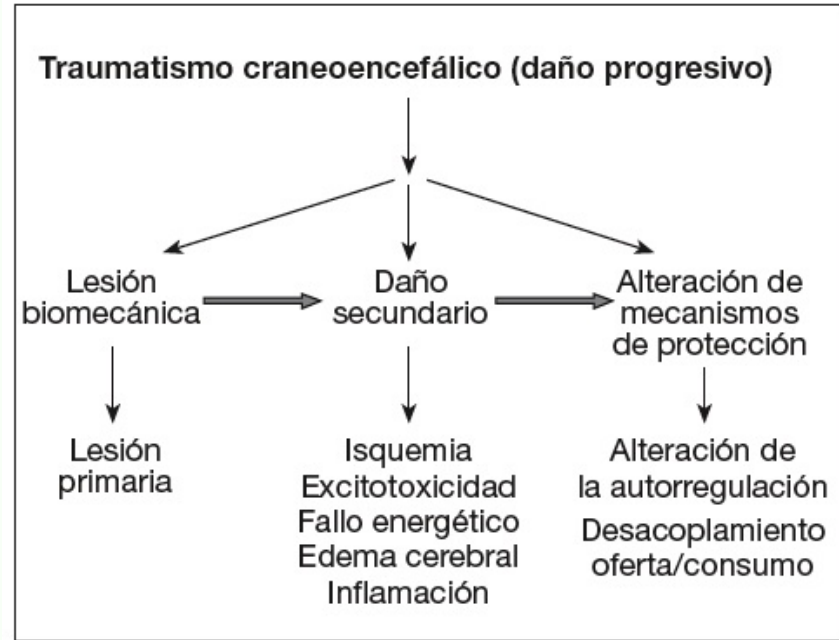 Traumatismo craneoencefálico (daño progresivo)
Lesión
biomecánica
Daño
secundario
Alteración de
mecanismos
de protección
Lesión
primaria
Isquemia
Excitotoxicidad
Fallo energético
Edema cerebral
Inflamación
Alteración de
la autorregulación
Desacoplamiento
oferta/consumo